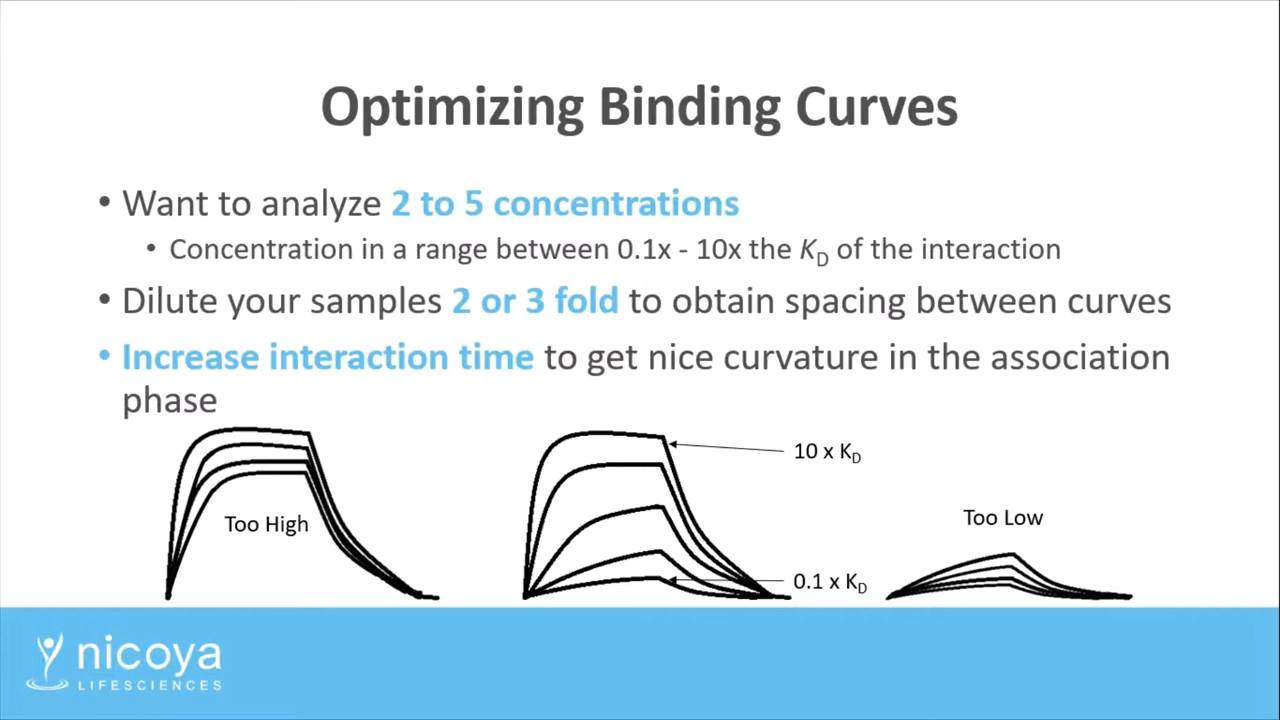 Optimizing Binding Curves
• Want to analyze 2 to 5 concentrations
• Concentration in a range between 0.1x - 10x the KD of the interaction
• Dilute your samples 2 or 3 fold to obtain spacing between curves
• Increase interaction time to get nice curvature in the association
phase
Too High
10 x KD
0.1 x KD
Too Low
nicoya
LIFESCIENCES